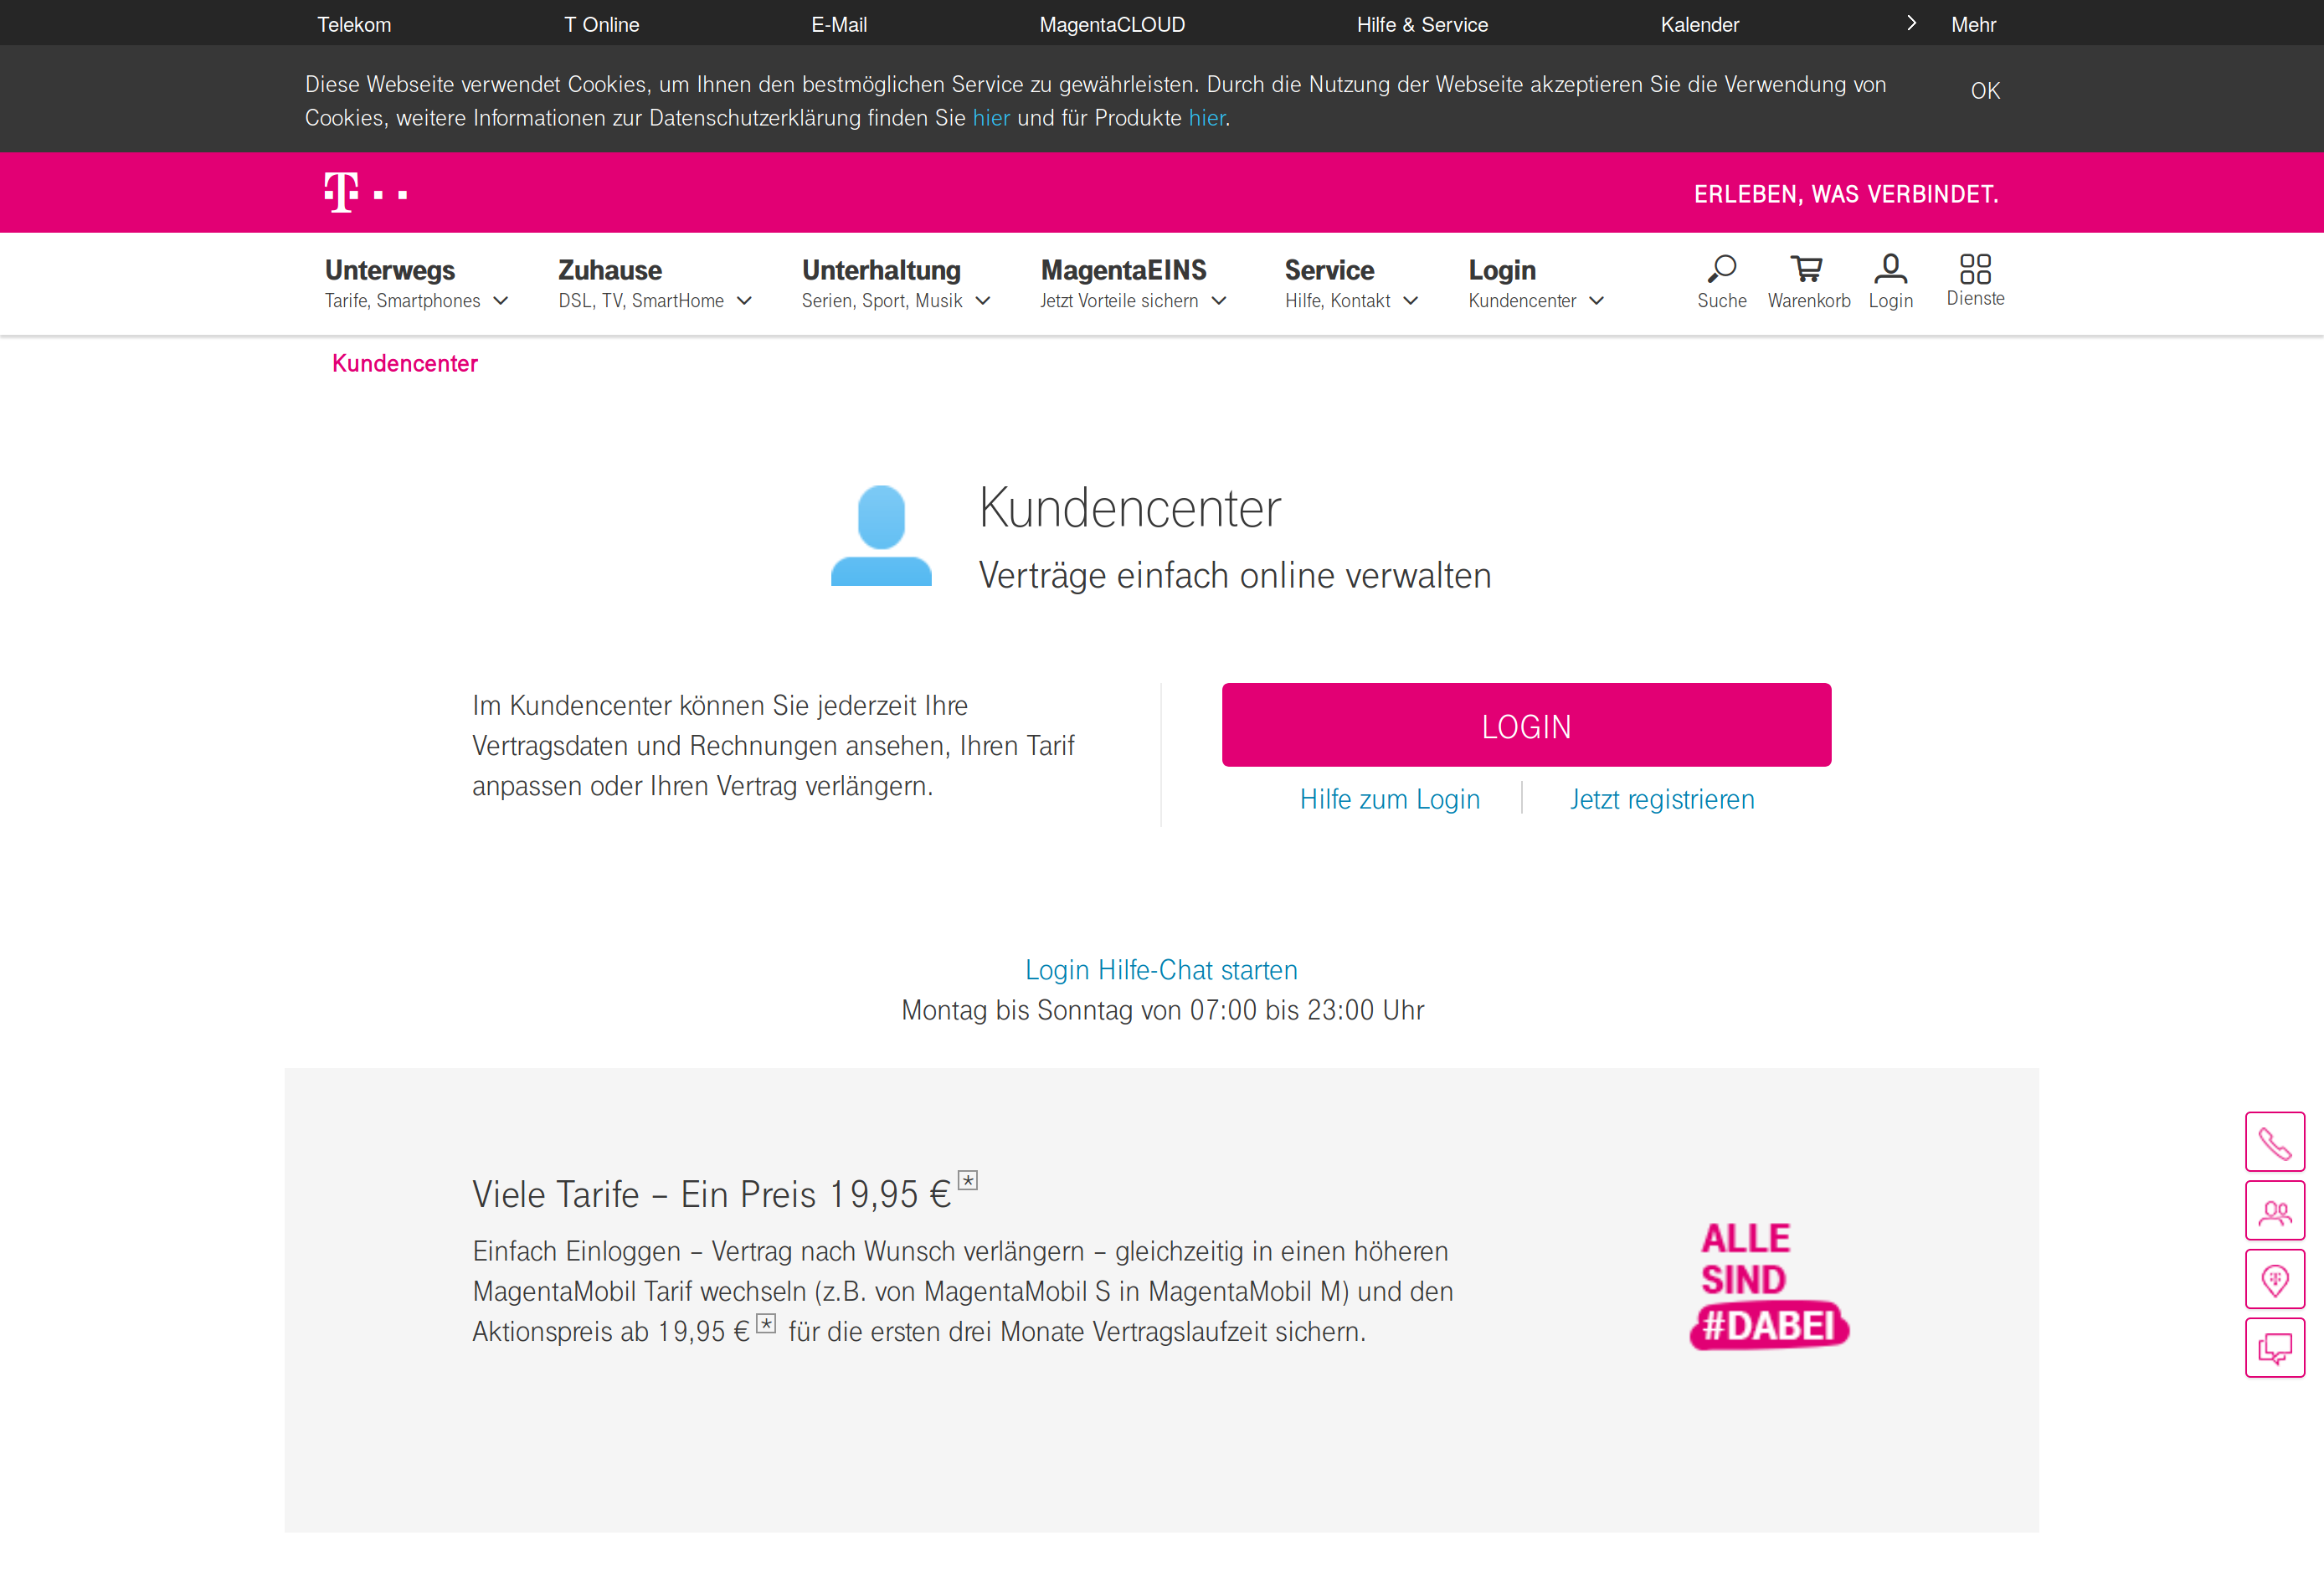 Telekom
T Online
E-Mail
MagentaCLOUD
Hilfe & Service
Kalender
Mehr
Diese Webseite verwendet Cookies, um Ihnen den bestmöglichen Service zu gewährleisten. Durch die Nutzung der Webseite akzeptieren Sie die Verwendung von
Cookies, weitere Informationen zur Datenschutzerklärung finden Sie hier und für Produkte hier.
OK
T
ERLEBEN, WAS VERBINDET.
Unterwegs
Tarife, Smartphones
Zuhause
DSL, TV, SmartHome
Unterhaltung
Serien, Sport, Musik
MagentaEINS
Jetzt Vorteile sichern
Service
Hilfe, Kontakt
Login
Kundencenter
Suche
Warenkorb
Login
Dienste
Kundencenter
Kundencenter
Verträge einfach online verwalten
Im Kundencenter können Sie jederzeit Ihre
Vertragsdaten und Rechnungen ansehen, Ihren Tarif
anpassen oder Ihren Vertrag verlängern.
LOGIN
Hilfe zum Login
Jetzt registrieren
Login Hilfe-Chat starten
Montag bis Sonntag von 07:00 bis 23:00 Uhr
Viele Tarife – Ein Preis 19,95 € *
Einfach Einloggen – Vertrag nach Wunsch verlängern – gleichzeitig in einen höheren
MagentaMobil Tarif wechseln (z.B. von MagentaMobil S in MagentaMobil M) und den
Aktionspreis ab 19,95 € * für die ersten drei Monate Vertragslaufzeit sichern.
ALLE
SIND
#DABEI